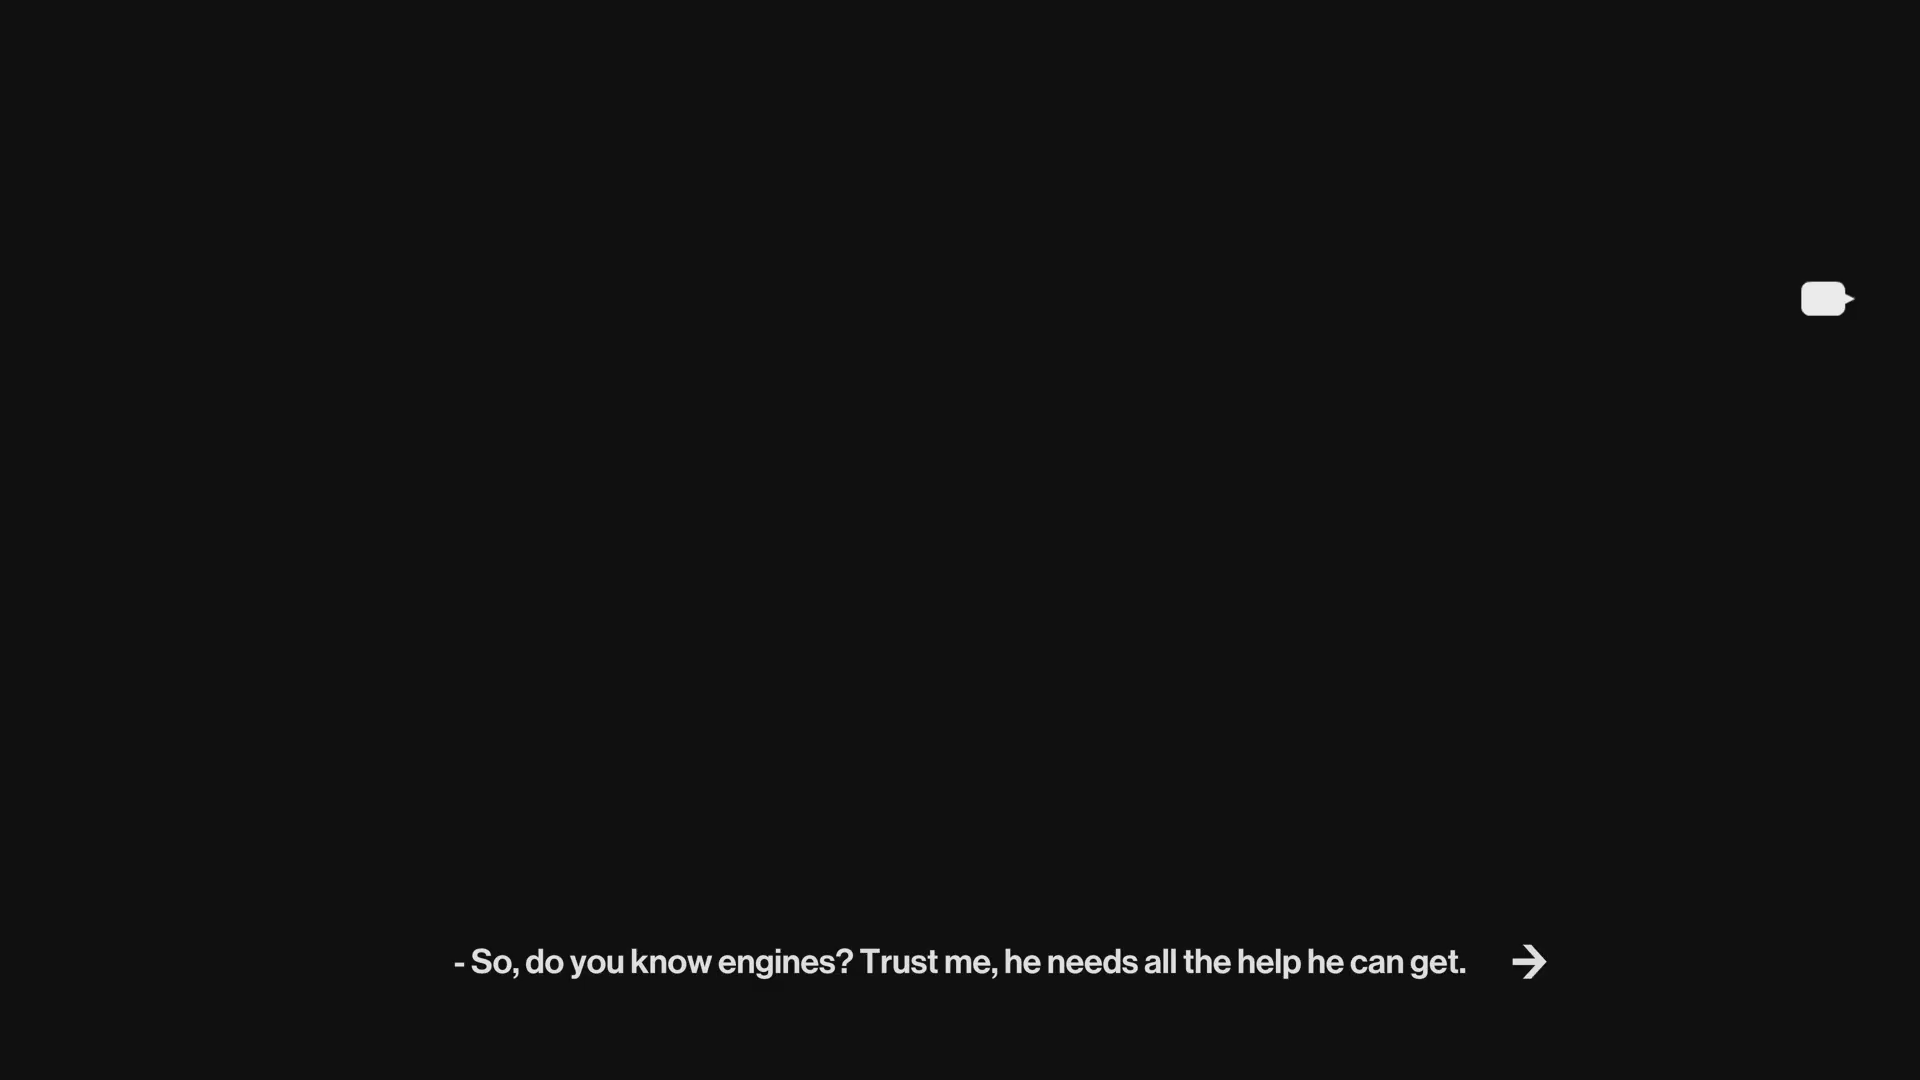 - So, do you know engines? Trust me, he needs all the help he can get.